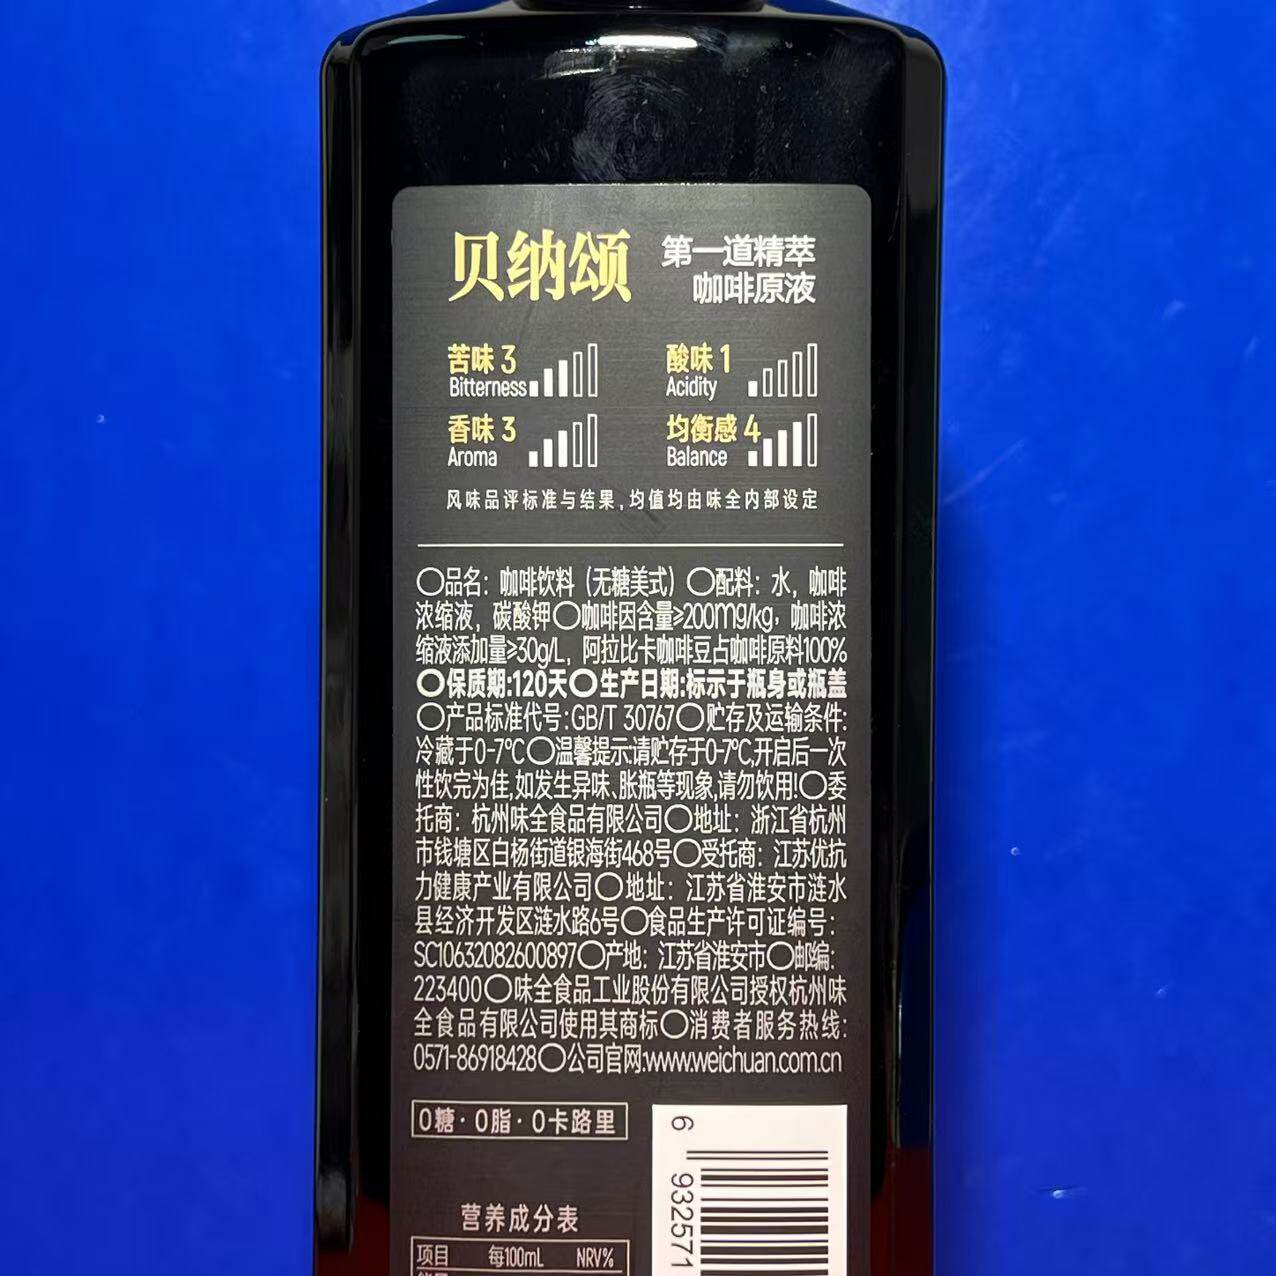 贝纳颂
第一道精萃
咖啡原液
苦味 3
Bitterness
酸味 1
Acidity
香味 3
Aroma
均衡感 4
Balance
风味品评标准与结果,均值均由味全内部设定
〇品名：咖啡饮料（无糖美式）〇配料：水，咖啡
浓缩液，碳酸钾〇咖啡因含量≥200mg/kg，咖啡浓
缩液添加量≥30g/L，阿拉比卡咖啡豆占咖啡原料100%
〇保质期:120天〇生产日期:标示于瓶身或瓶盖
〇产品标准代号:GB/T 30767〇贮存及运输条件:
冷藏于0-7℃〇温馨提示:请贮存于0-7℃,开启后一次
性饮完为佳,如发生异味、胀瓶等现象,请勿饮用!〇委
托商：杭州味全食品有限公司〇地址：浙江省杭州
市钱塘区白杨街道银海街468号〇受托商：江苏优抗
力健康产业有限公司〇地址：江苏省淮安市涟水
县经济开发区涟水路6号〇食品生产许可证编号：
SC10632082600897〇产地：江苏省淮安市〇邮编：
223400〇味全食品工业股份有限公司授权杭州味
全食品有限公司使用其商标〇消费者服务热线:
0571-86918428〇公司官网:www.weichuan.com.cn
0糖·0脂·0卡路里
营养成分表
项目 每100mL NRV%
6 932571